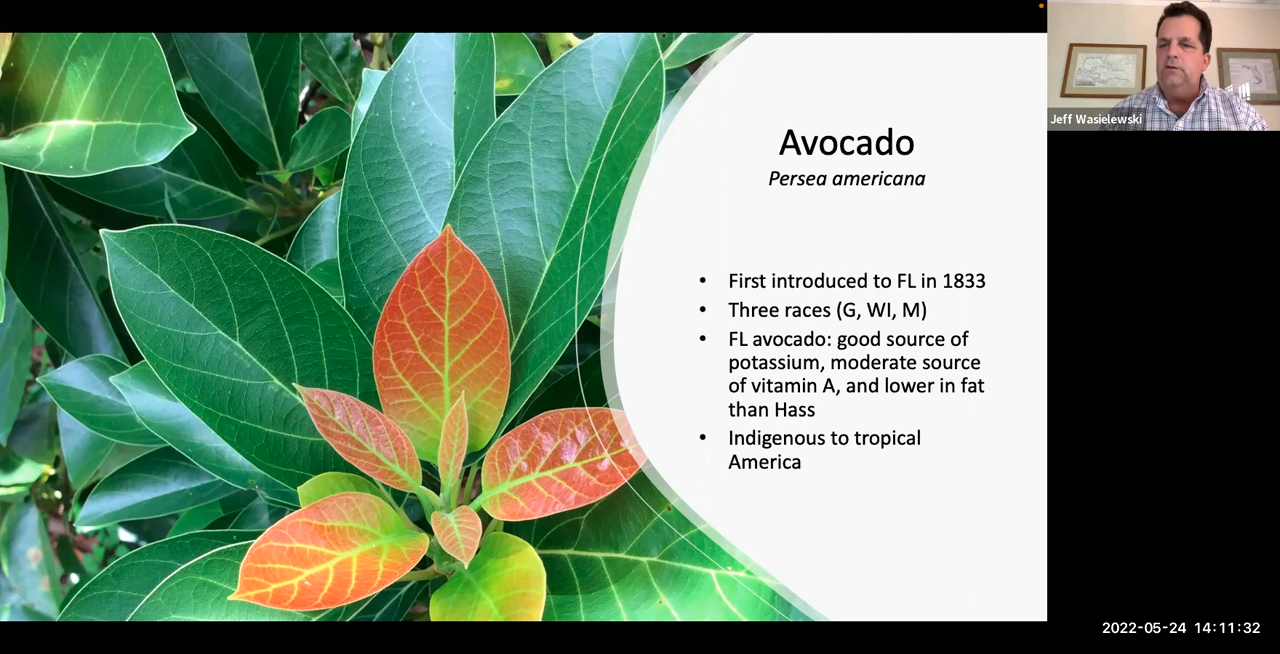 Jeff Wasielewski
Avocado
Persea americana
• First introduced to FL in 1833
• Three races (G, WI, M)
• FL avocado: good source of
potassium, moderate source
of vitamin A, and lower in fat
than Hass
• Indigenous to tropical
America
2022-05-24 14:11:32